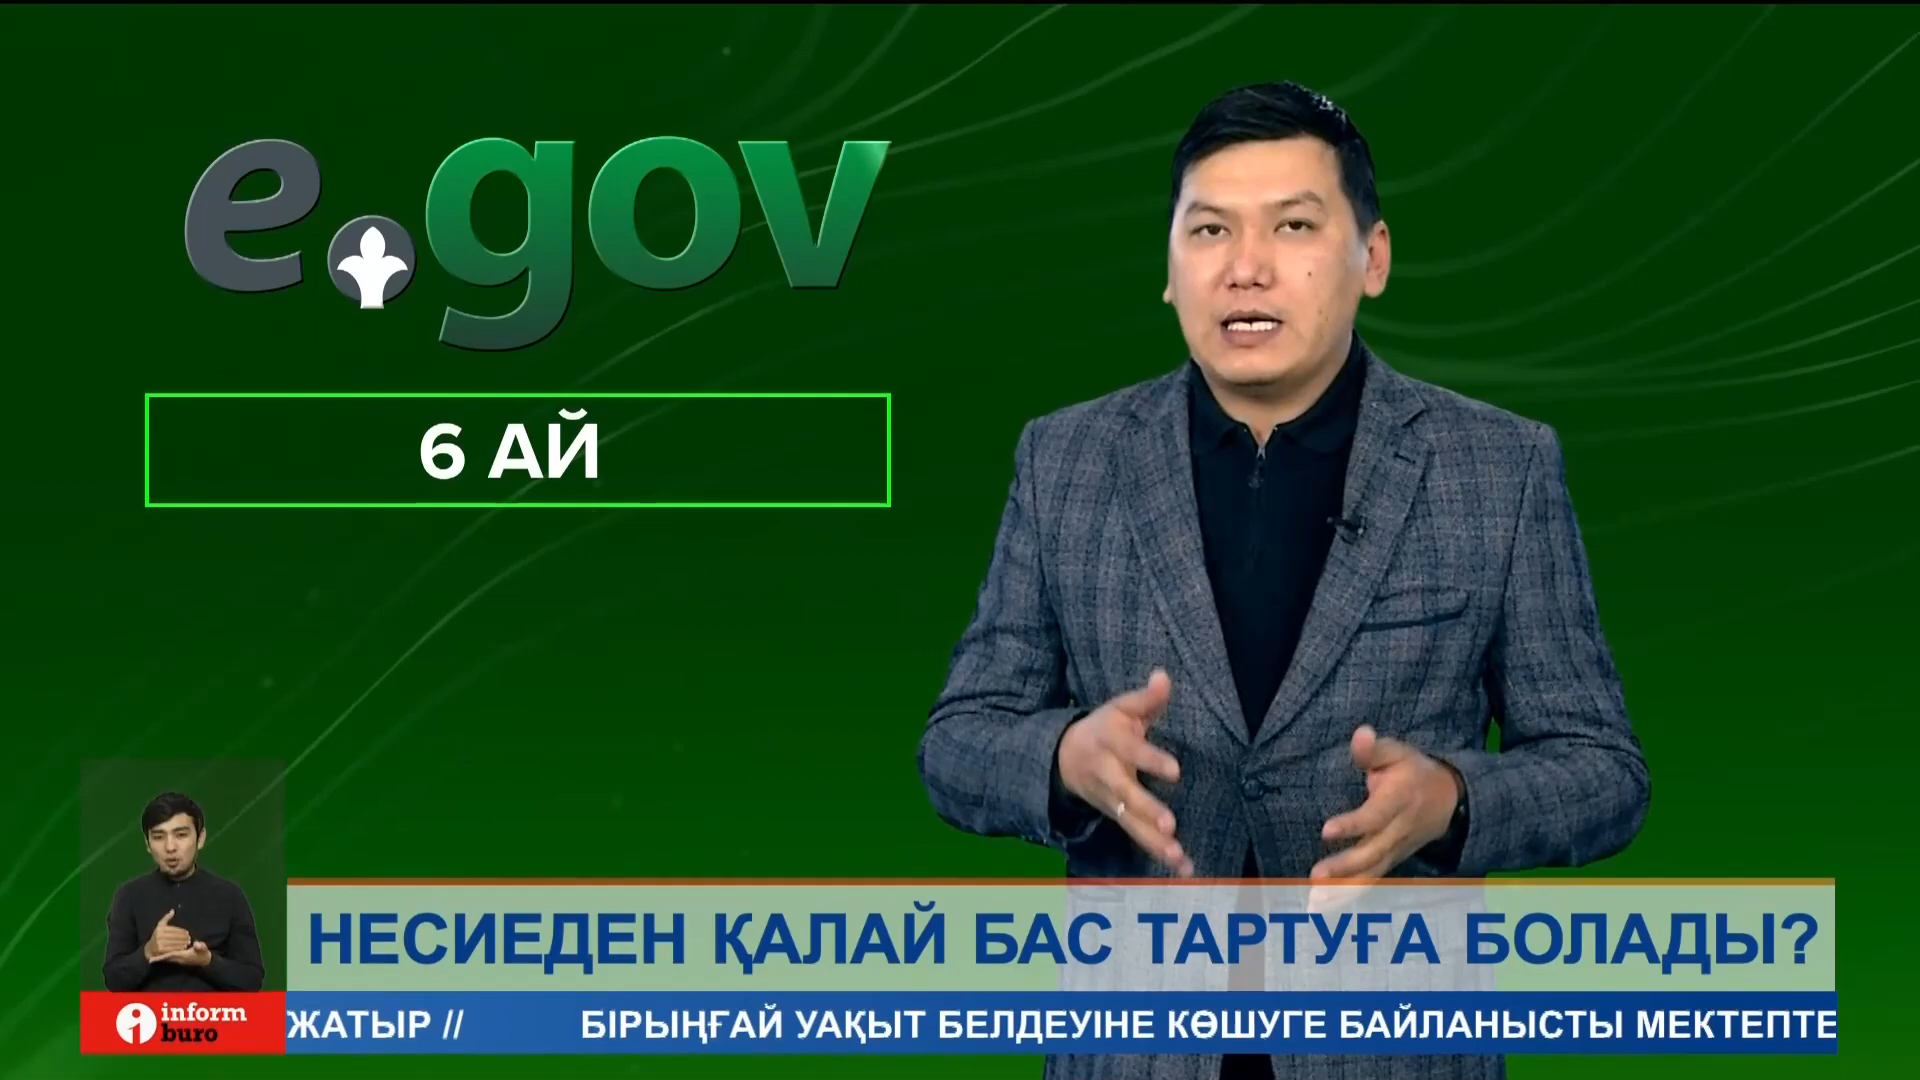 e.gov
6 АЙ
НЕСИЕДЕН ҚАЛАЙ БАС ТАРТУҒА БОЛАДЫ?
inform
buro
ЖАТЫР // БІРЫҢҒАЙ УАҚЫТ БЕЛДЕУІНЕ КӨШУГЕ БАЙЛАНЫСТЫ МЕКТЕПТЕ